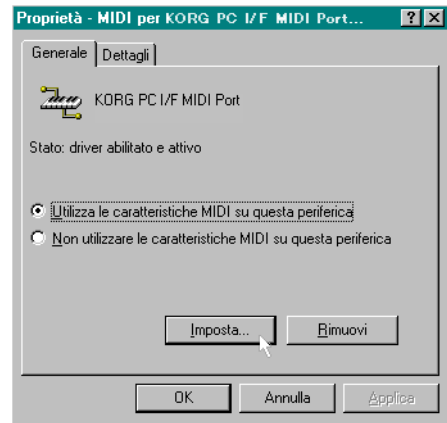 Proprietà - MIDI per KORG PC I/F MIDI Port...
Generale Dettagli
KORG PC I/F MIDI Port
Stato: driver abilitato e attivo
Utilizza le caratteristiche MIDI su questa periferica
Non utilizzare le caratteristiche MIDI su questa periferica
Imposta... Rimuovi
OK Annulla Applica